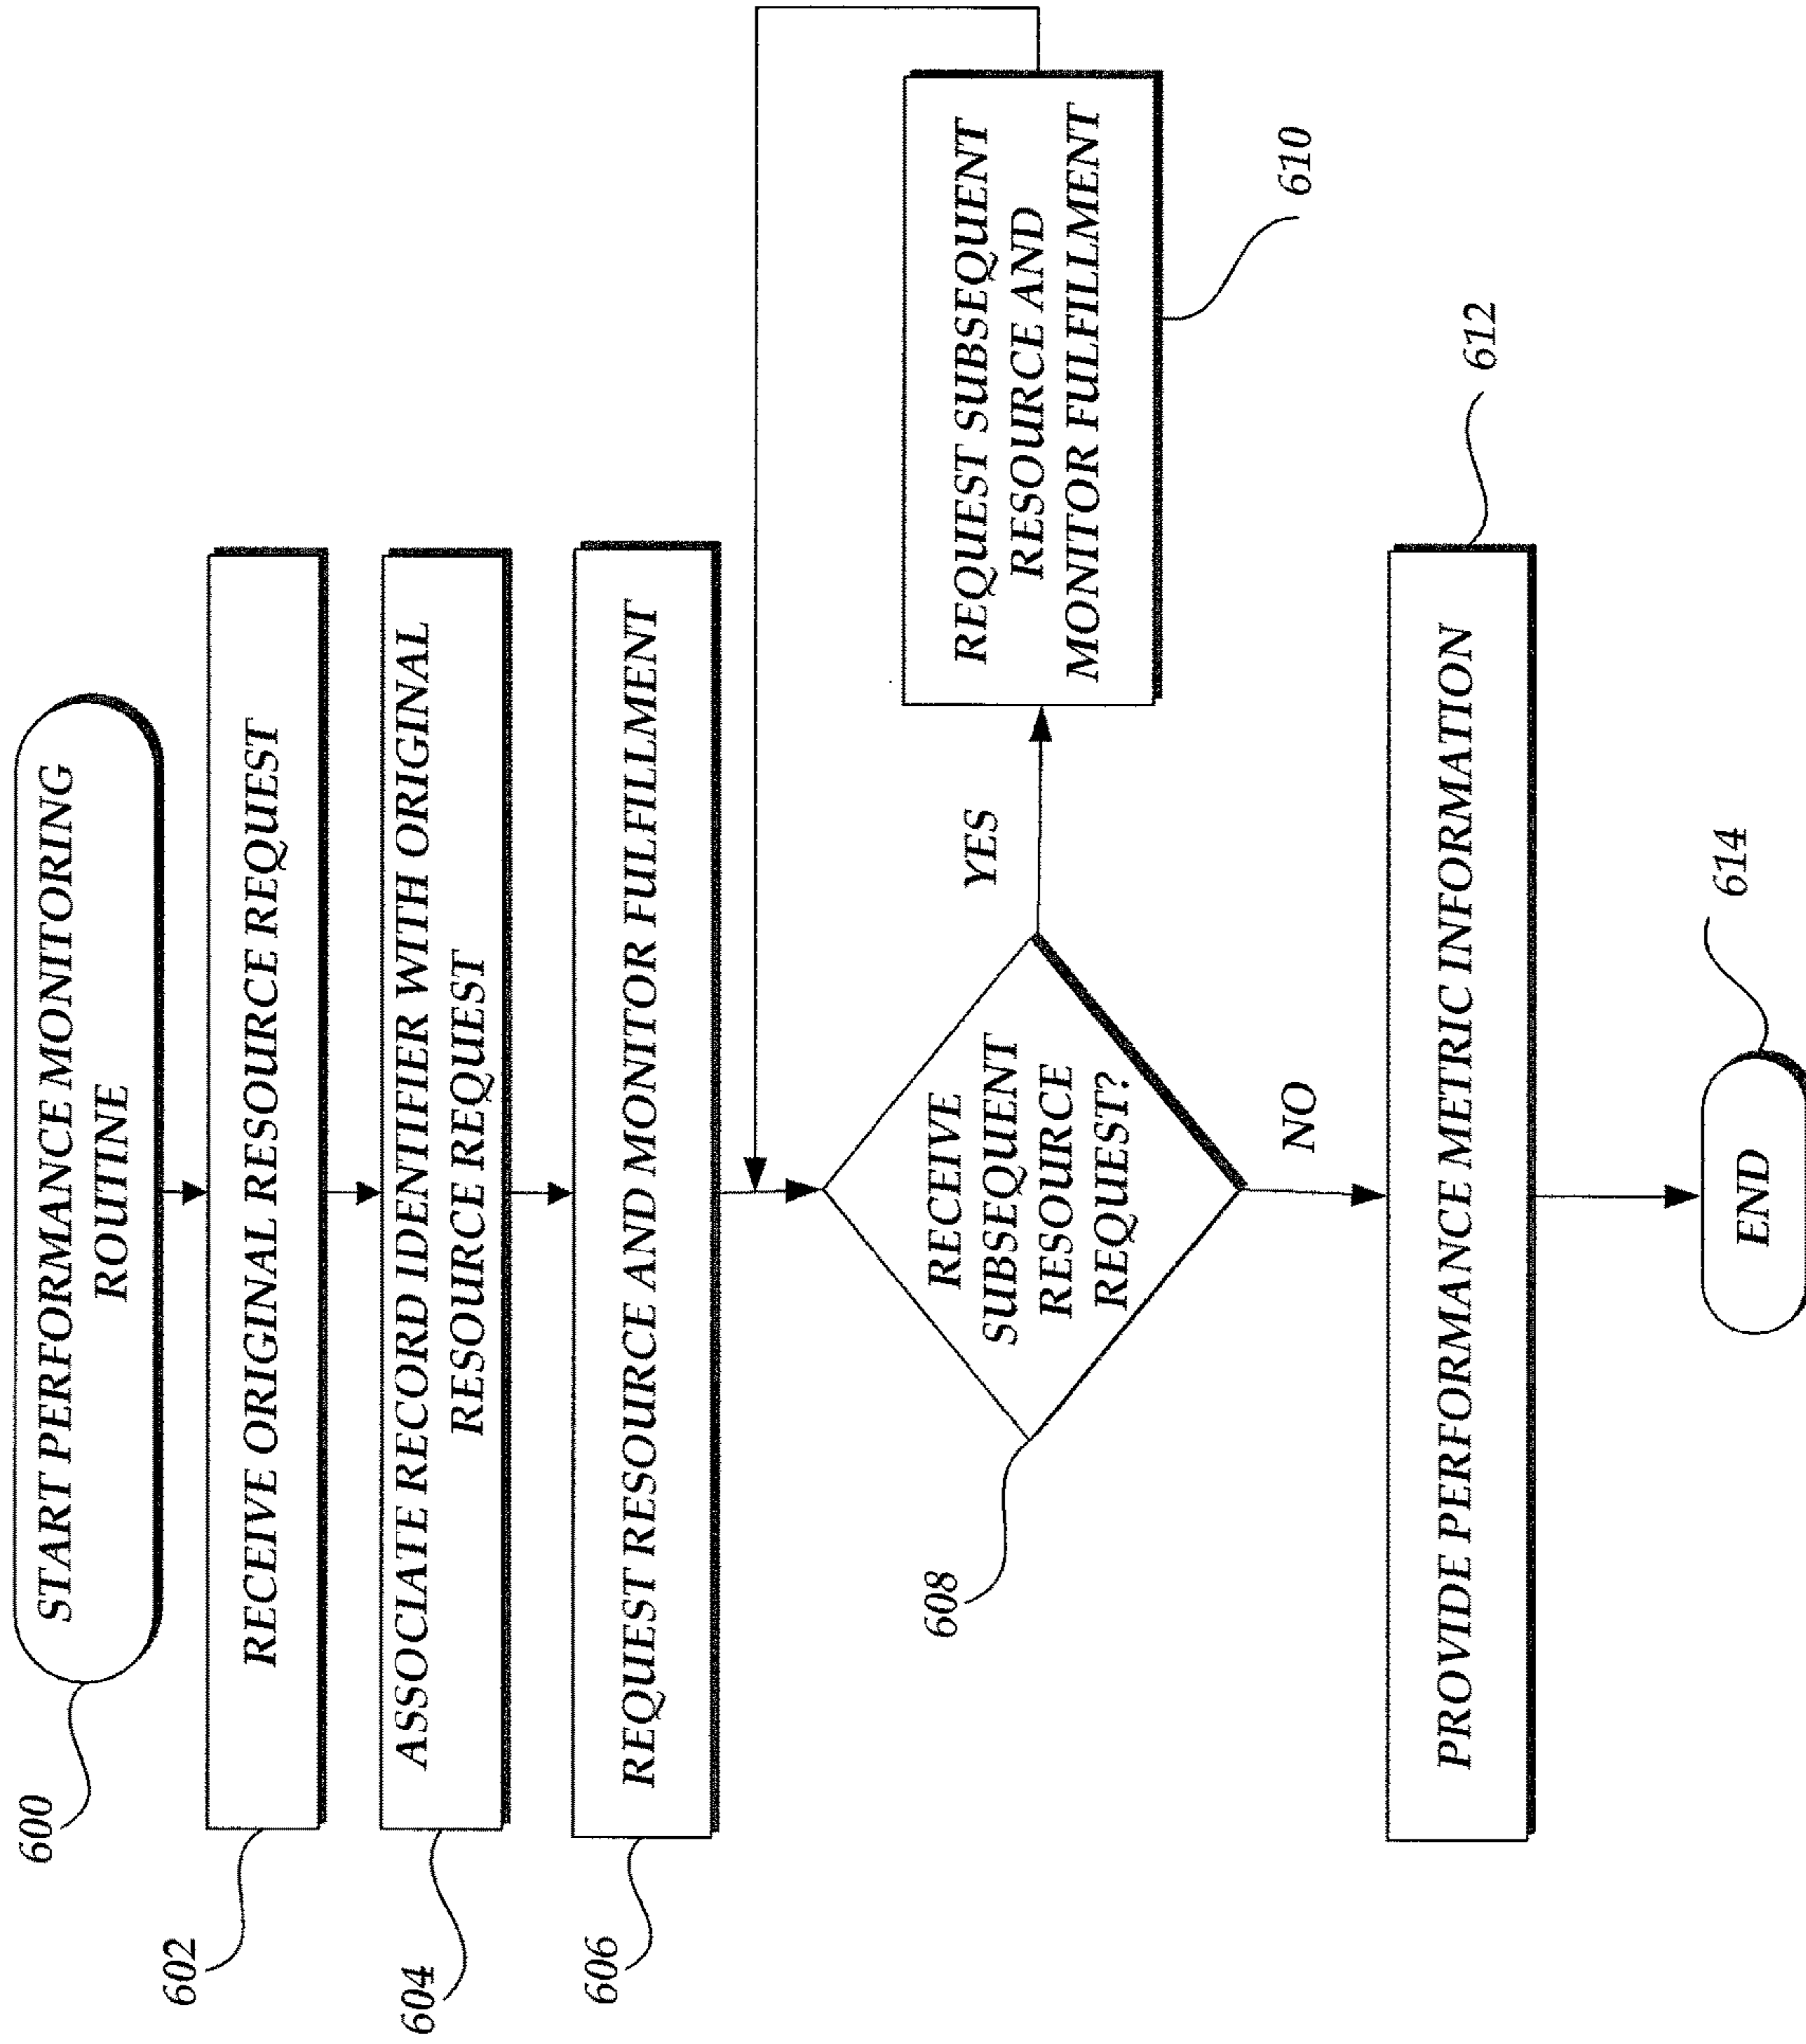 600
START PERFORMANCE MONITORING
ROUTINE
602
RECEIVE ORIGINAL RESOURCE REQUEST
604
ASSOCIATE RECORD IDENTIFIER WITH ORIGINAL
RESOURCE REQUEST
606
REQUEST RESOURCE AND MONITOR FULFILLMENT
608
RECEIVE
SUBSEQUENT
RESOURCE
REQUEST?
YES
REQUEST SUBSEQUENT
RESOURCE AND
MONITOR FULFILLMENT
610
NO
PROVIDE PERFORMANCE METRIC INFORMATION
612
END
614